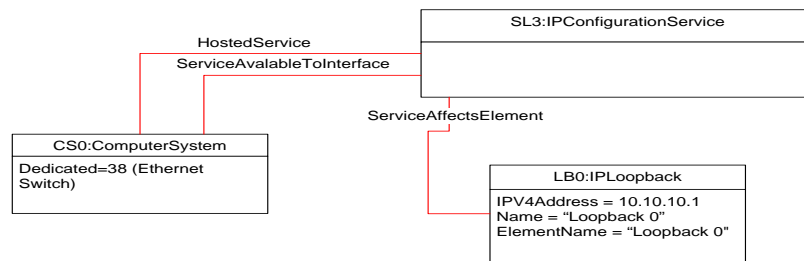 SL3:IPConfigurationService
HostedService
ServiceAvalableToInterface
ServiceAffectsElement
CS0:ComputerSystem
Dedicated=38 (Ethernet
Switch)
LB0:IPLoopback
IPV4Address = 10.10.10.1
Name = “Loopback 0”
ElementName = “Loopback 0”